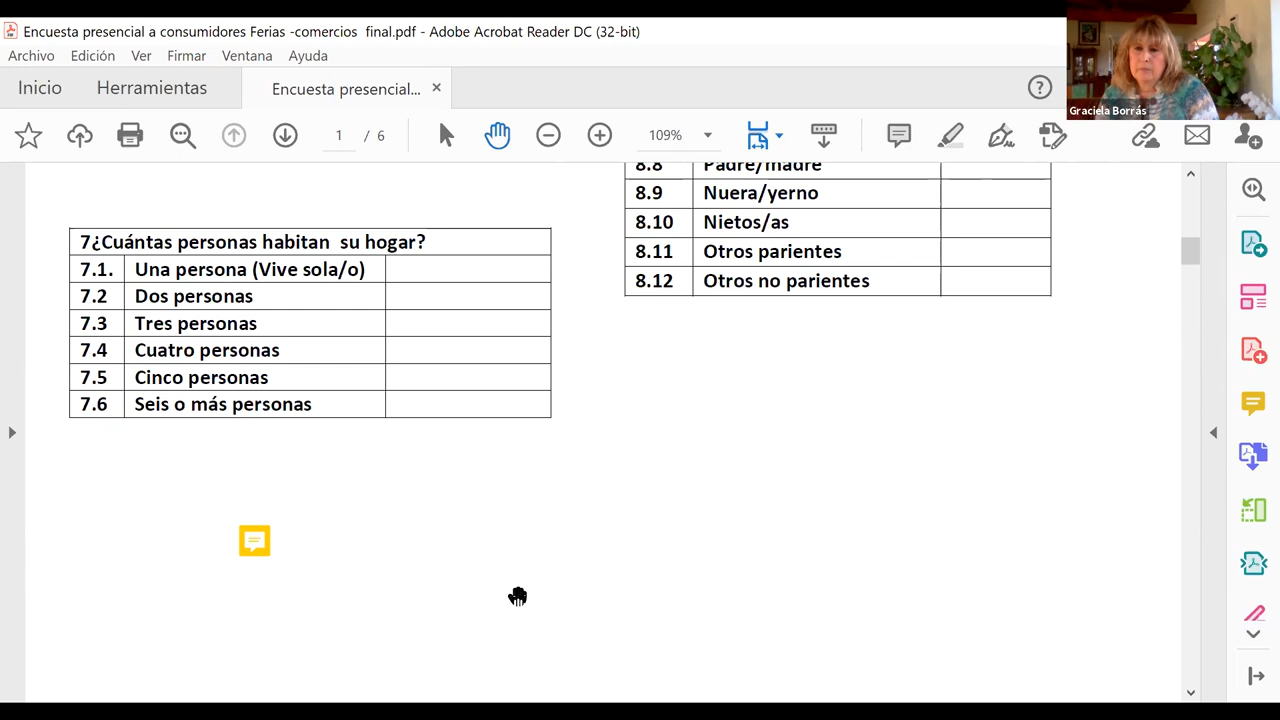 Encuesta presencial a consumidores Ferias -comercios  final.pdf - Adobe Acrobat Reader DC (32-bit)
Archivo Edición Ver Firmar Ventana Ayuda
Inicio Herramientas Encuesta presencial... ×
Graciela Borrás
1 / 6 109%
8.8 Padre/madre
8.9 Nuera/yerno
8.10 Nietos/as
8.11 Otros parientes
8.12 Otros no parientes
7¿Cuántas personas habitan  su hogar?
7.1. Una persona (Vive sola/o)
7.2 Dos personas
7.3 Tres personas
7.4 Cuatro personas
7.5 Cinco personas
7.6 Seis o más personas